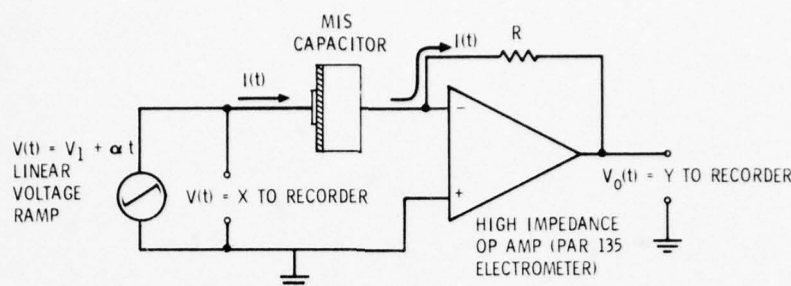 MIS
CAPACITOR
I(t)
I(t)
R
V(t) = V1 + αt
LINEAR
VOLTAGE
RAMP
V(t) = X TO RECORDER
−
+
V0(t) = Y TO RECORDER
HIGH IMPEDANCE
OP AMP (PAR 135
ELECTROMETER)